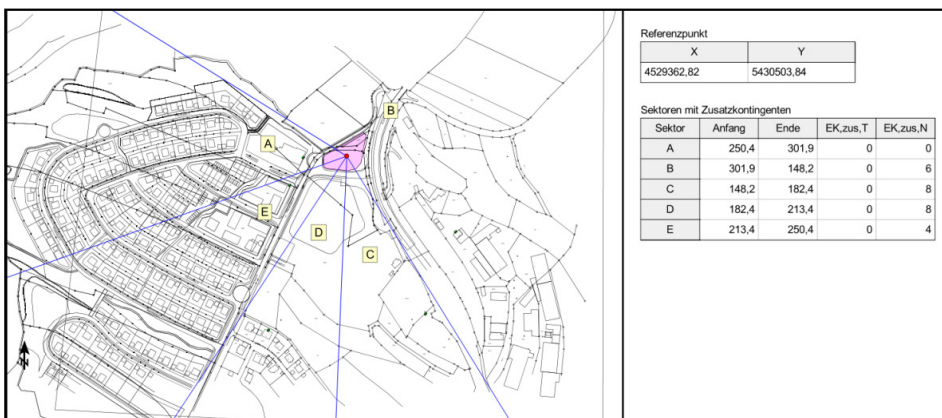 Referenzpunkt
X Y
4529362,82 5430503,84
Sektoren mit Zusatzkontingenten
Sektor Anfang Ende EK,zus,T EK,zus,N
A 250,4 301,9 0 0
B 301,9 148,2 0 6
C 148,2 182,4 0 8
D 182,4 213,4 0 8
E 213,4 250,4 0 4
B
A
E
D
C
N